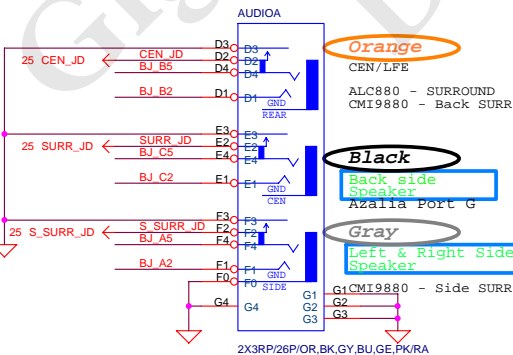 AUDIOA
D3 D3
25 CEN_JD CEN_JD D2 D2
BJ_B5 D4 D4
BJ_B2 D1 D1
GND
REAR
Orange
CEN/LFE
ALC880 - SURROUND
CMI9880 - Back SURR
E3 E3
25 SURR_JD SURR_JD E2 E2
BJ_C5 E4 E4
BJ_C2 E1 E1
GND
CEN
Black
Back side
Speaker
Azalia Port G
F3 F3
25 S_SURR_JD S_SURR_JD F2 F2
BJ_A5 F4 F4
BJ_A2 F1 F1
GND
F0 F0
SIDE
Gray
Left & Right Side
Speaker
CMI9880 - Side SURR
G4 G4
G1 G1
G2 G2
G3 G3
2X3RP/26P/OR,BK,GY,BU,GE,PK/RA